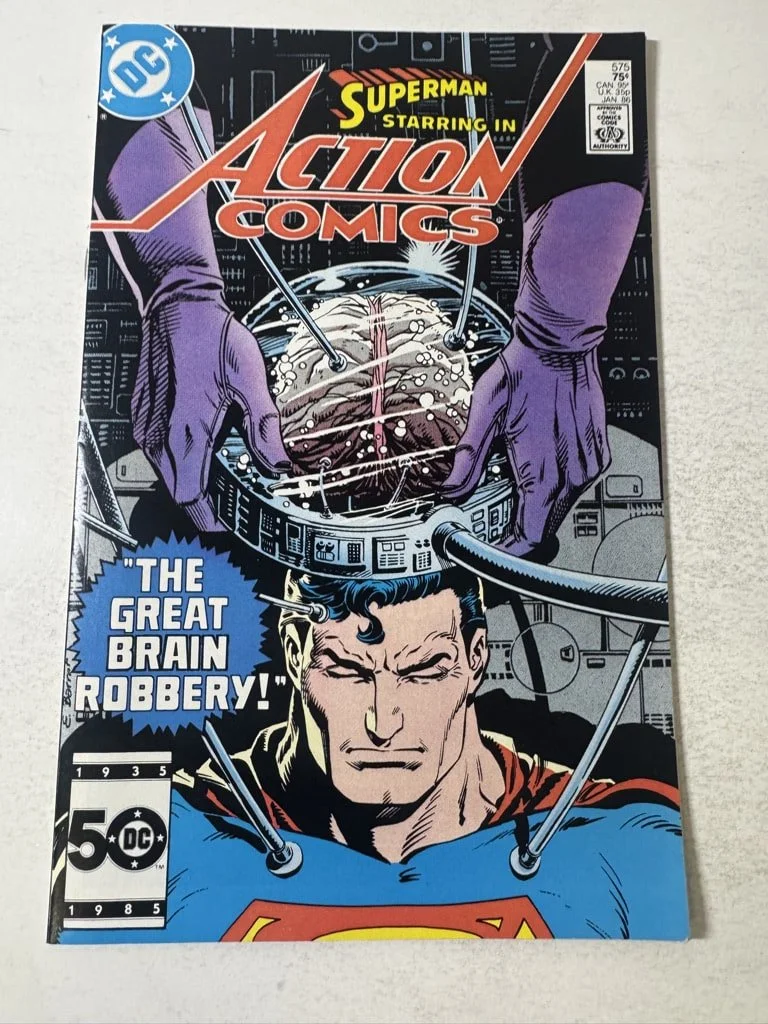 DC
®
SUPERMAN
STARRING IN
ACTION
COMICS®
575
75¢
CAN. 95¢
U.K. 35p
JAN. 86
APPROVED
BY THE
COMICS
CODE
AUTHORITY
"THE
GREAT
BRAIN
ROBBERY!"
1935
50 DC
TM
1985